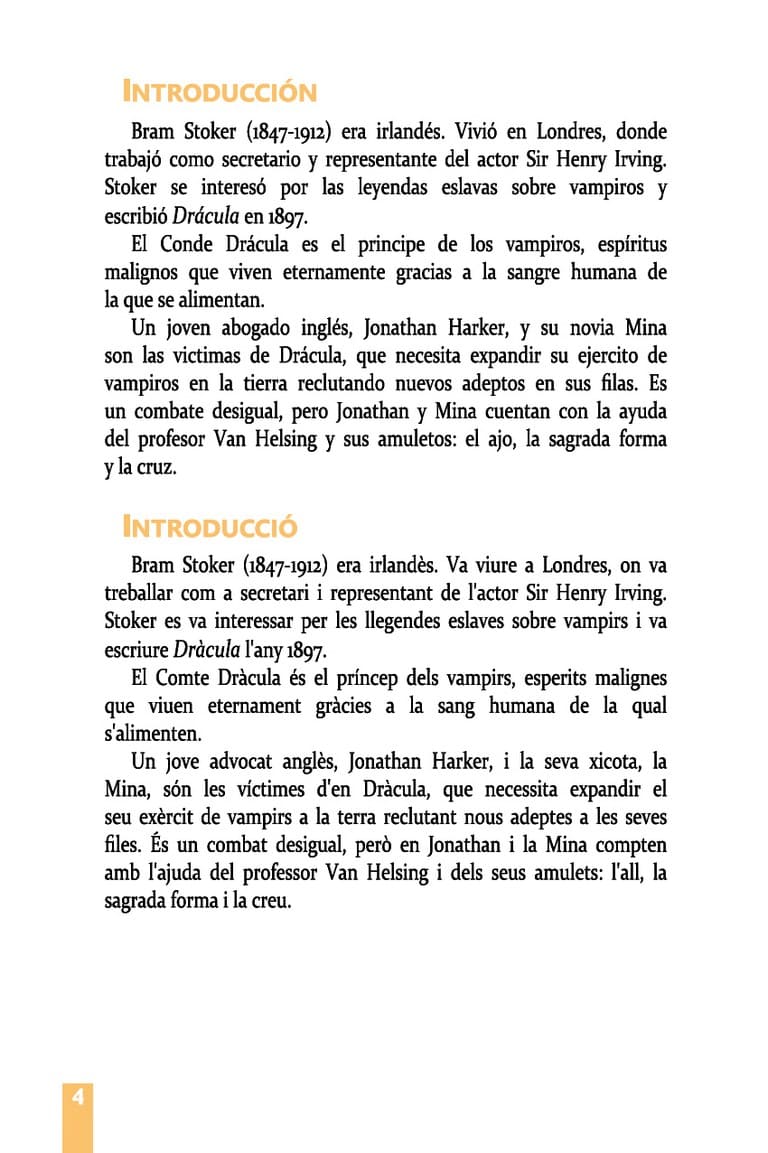 INTRODUCCIÓN
Bram Stoker (1847-1912) era irlandés. Vivió en Londres, donde
trabajó como secretario y representante del actor Sir Henry Irving.
Stoker se interesó por las leyendas eslavas sobre vampiros y
escribió Drácula en 1897.
El Conde Drácula es el principe de los vampiros, espíritus
malignos que viven eternamente gracias a la sangre humana de
la que se alimentan.
Un joven abogado inglés, Jonathan Harker, y su novia Mina
son las victimas de Drácula, que necesita expandir su ejercito de
vampiros en la tierra reclutando nuevos adeptos en sus filas. Es
un combate desigual, pero Jonathan y Mina cuentan con la ayuda
del profesor Van Helsing y sus amuletos: el ajo, la sagrada forma
y la cruz.
INTRODUCCIÓ
Bram Stoker (1847-1912) era irlandès. Va viure a Londres, on va
treballar com a secretari i representant de l'actor Sir Henry Irving.
Stoker es va interessar per les llegendes eslaves sobre vampirs i va
escriure Dràcula l'any 1897.
El Comte Dràcula és el príncep dels vampirs, esperits malignes
que viuen eternament gràcies a la sang humana de la qual
s'alimenten.
Un jove advocat anglès, Jonathan Harker, i la seva xicota, la
Mina, són les víctimes d'en Dràcula, que necessita expandir el
seu exèrcit de vampirs a la terra reclutant nous adeptes a les seves
files. És un combat desigual, però en Jonathan i la Mina compten
amb l'ajuda del professor Van Helsing i dels seus amulets: l'all, la
sagrada forma i la creu.
4